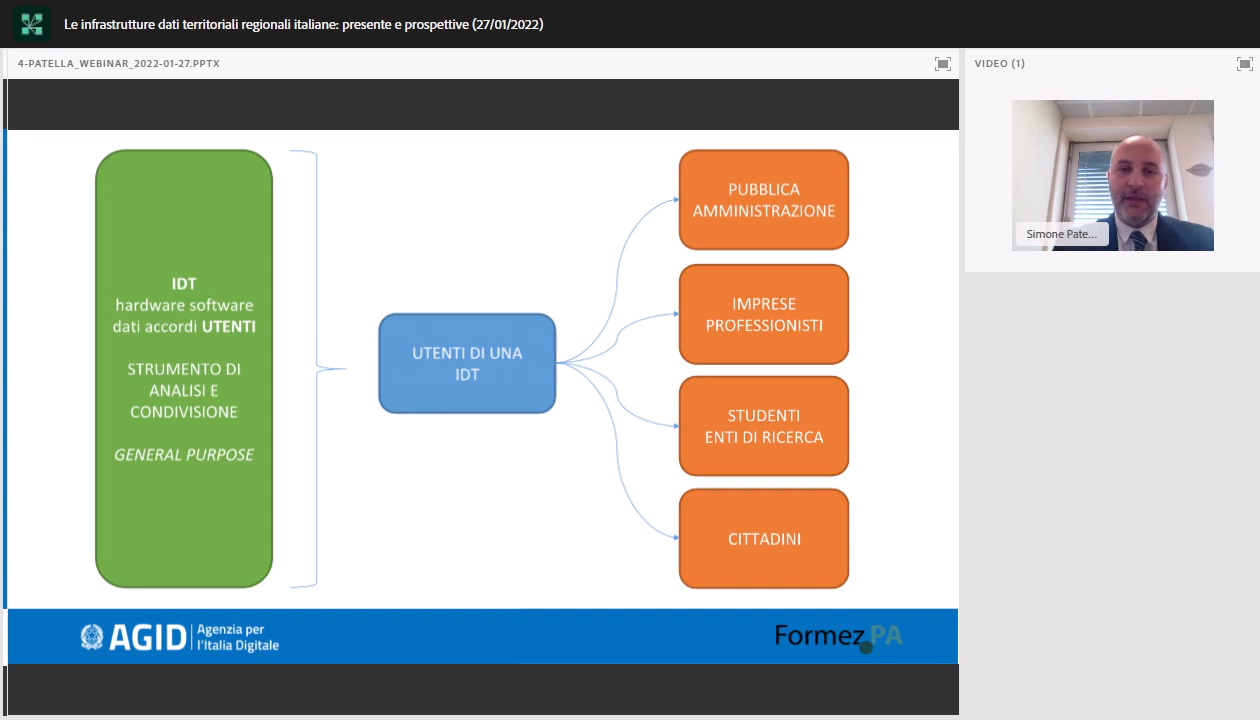 Le infrastrutture dati territoriali regionali italiane: presente e prospettive (27/01/2022)
4-PATELLA_WEBINAR_2022-01-27.PPTX
VIDEO (1)
IDT
hardware software
dati accordi UTENTI
STRUMENTO DI
ANALISI E
CONDIVISIONE
GENERAL PURPOSE
UTENTI DI UNA
IDT
PUBBLICA
AMMINISTRAZIONE
IMPRESE
PROFESSIONISTI
STUDENTI
ENTI DI RICERCA
CITTADINI
Simone Pate...
AGID
Agenzia per
l'Italia Digitale
Formez PA